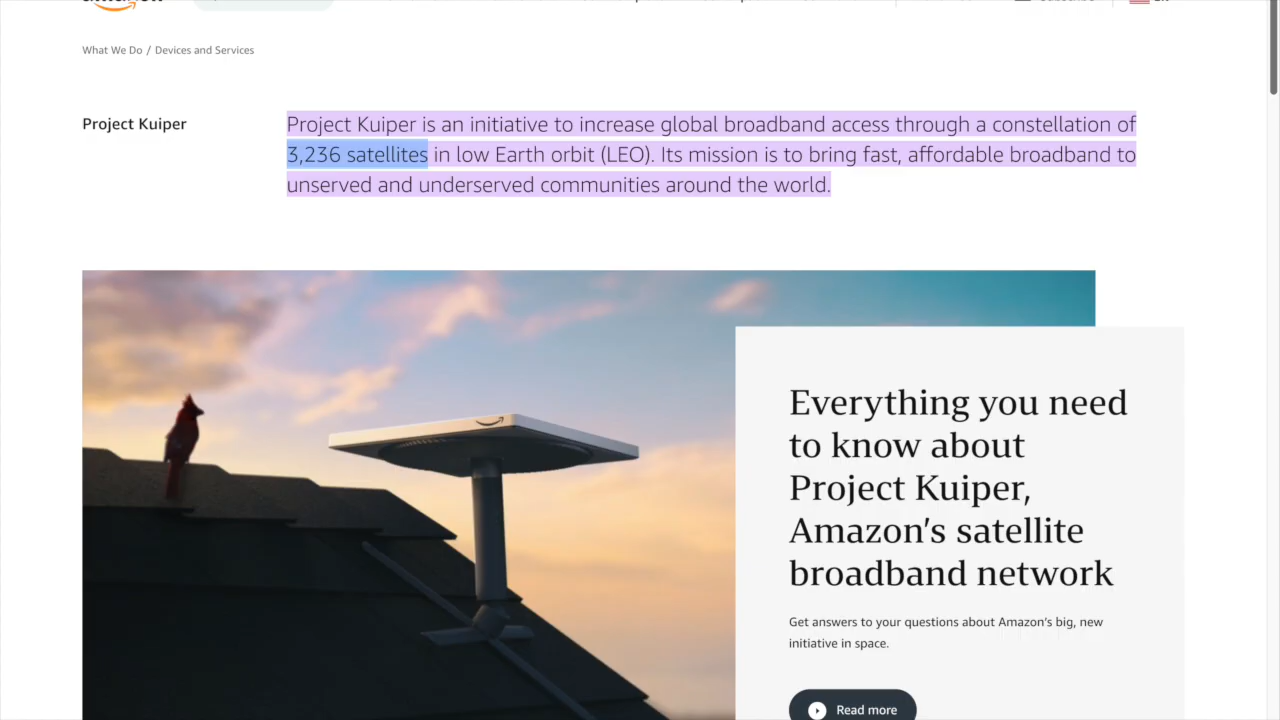 What We Do / Devices and Services
Project Kuiper
Project Kuiper is an initiative to increase global broadband access through a constellation of
3,236 satellites in low Earth orbit (LEO). Its mission is to bring fast, affordable broadband to
unserved and underserved communities around the world.
Everything you need
to know about
Project Kuiper,
Amazon’s satellite
broadband network
Get answers to your questions about Amazon’s big, new
initiative in space.
Read more